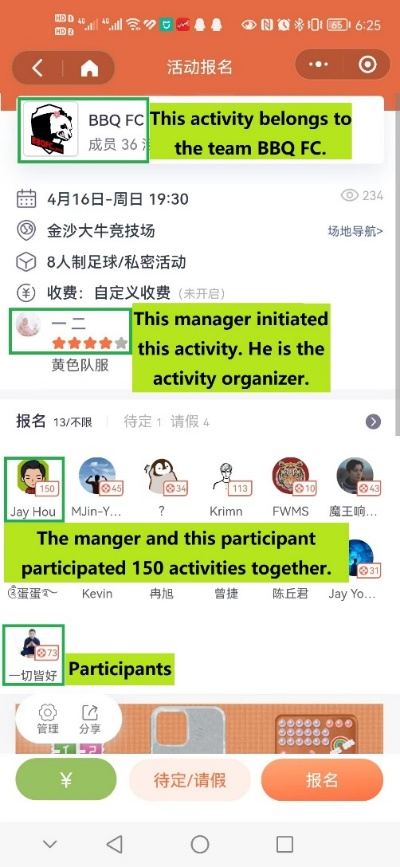 HD 1 4G 4G 65 6:25
HD 2
活动报名
BBQ FC
成员 36
This activity belongs to
the team BBQ FC.
4月16日-周日 19:30
234
金沙大牛竞技场
场地导航>
8人制足球/私密活动
收费：自定义收费（未开启）
一 二
This manager initiated
this activity. He is the
activity organizer.
黄色队服
报名 13/不限 待定 1 请假 4
150 45 34 113 10 43
Jay Hou MJin-Y... ? Krimn FWMS 魔王响...
The manger and this participant
participated 150 activities together.
31
蛋蛋 Kevin 冉旭 曾捷 陈丘君 Jay Yo...
73
一切皆好
Participants
管理 分享
¥ 待定/请假 报名